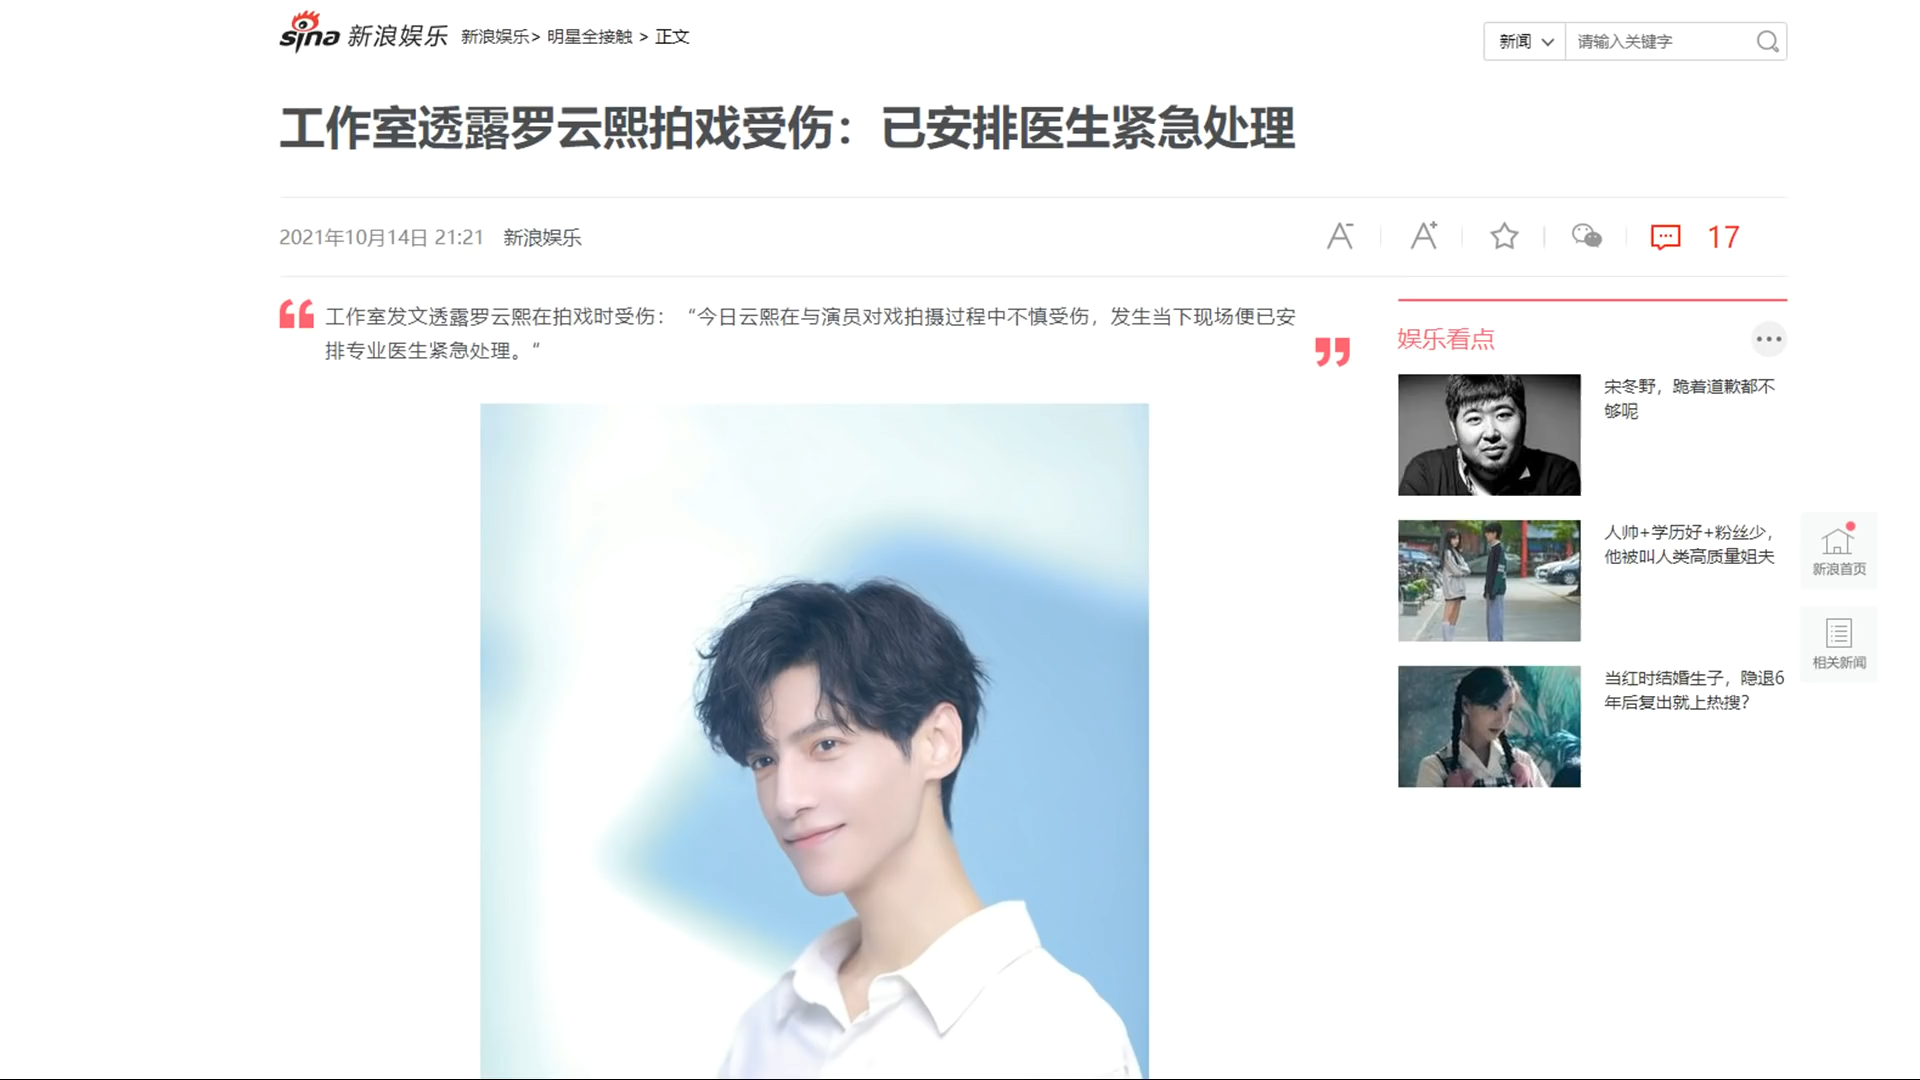 sina 新浪娱乐 新浪娱乐> 明星全接触 > 正文
新闻 请输入关键字
工作室透露罗云熙拍戏受伤：已安排医生紧急处理
2021年10月14日 21:21 新浪娱乐
A- A+ 17
工作室发文透露罗云熙在拍戏时受伤：“今日云熙在与演员对戏拍摄过程中不慎受伤，发生当下现场便已安
排专业医生紧急处理。“
娱乐看点
宋冬野，跪着道歉都不
够呢
人帅+学历好+粉丝少，
他被叫人类高质量姐夫
当红时结婚生子，隐退6
年后复出就上热搜？
新浪首页
相关新闻